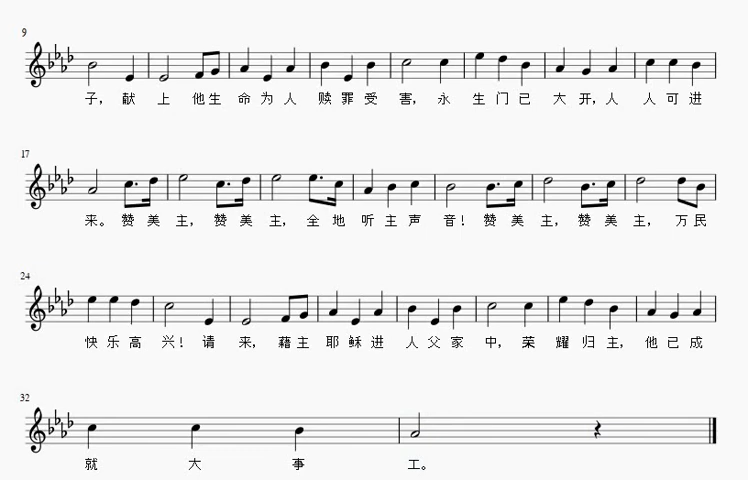 9
子，献 上 他生 命为人 赎罪受 害，永 生门已 大开，人 人可进
17
来。赞 美 主，赞 美 主，全 地 听主声 音！赞 美 主，赞 美 主，万民
24
快乐高 兴！请 来，藉主 耶稣进 人父家 中，荣 耀归主，他已成
32
就 大 事 工。